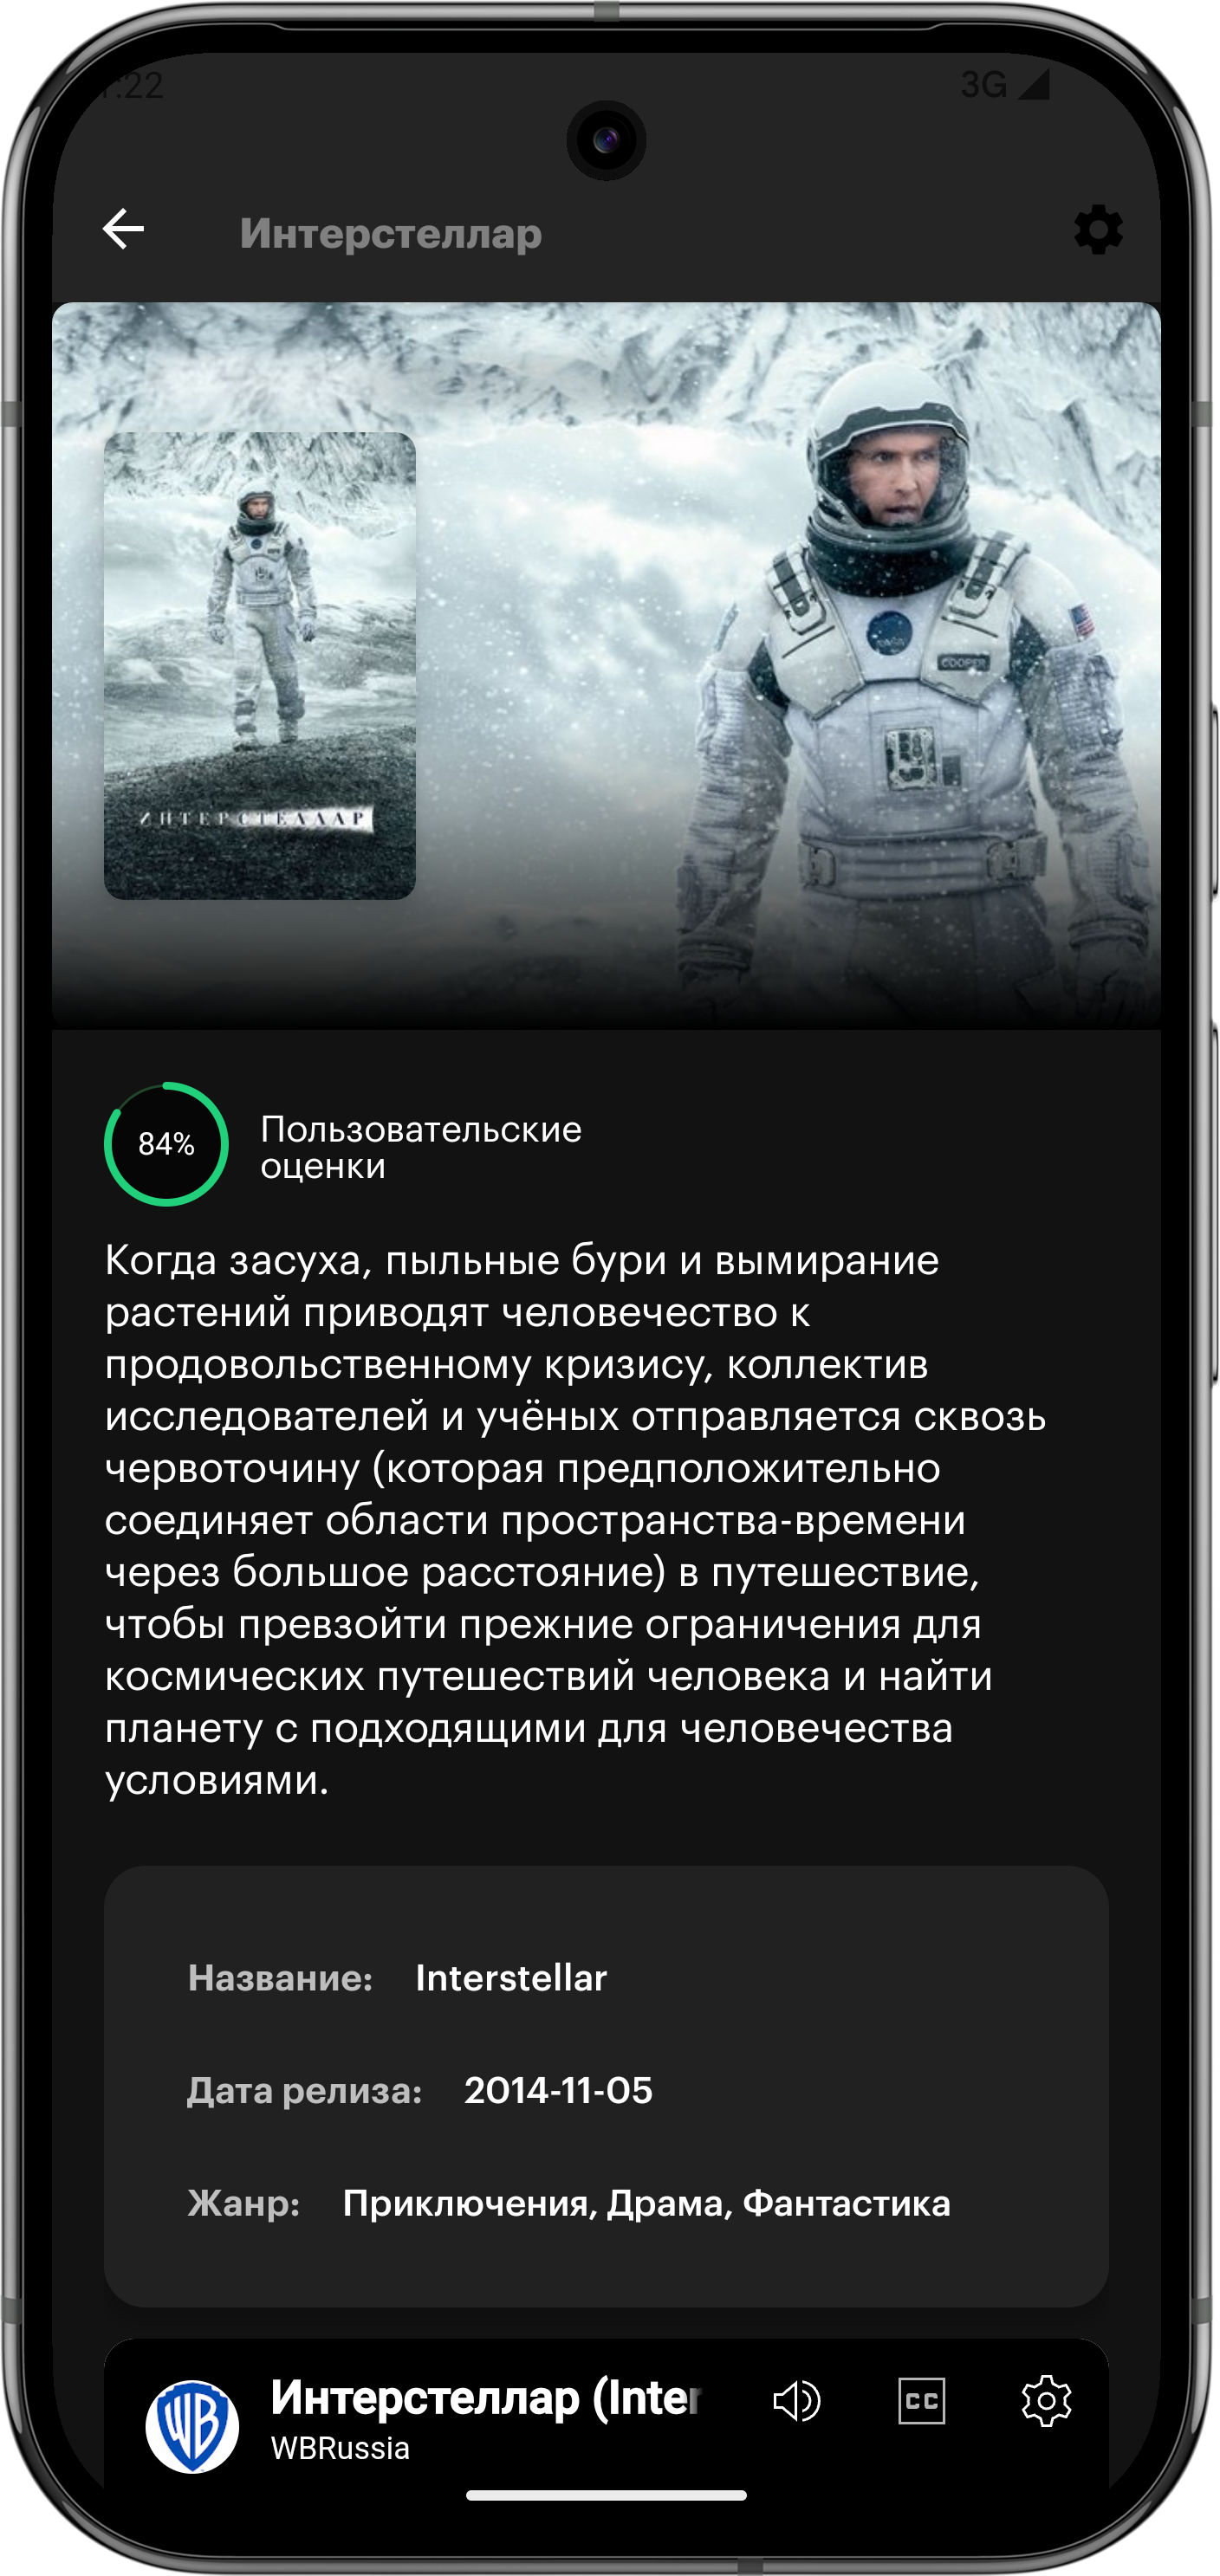 :22
3G
Интерстеллар
COOPER
ИНТЕРСТЕЛЛАР
84%
Пользовательские
оценки
Когда засуха, пыльные бури и вымирание
растений приводят человечество к
продовольственному кризису, коллектив
исследователей и учёных отправляется сквозь
червоточину (которая предположительно
соединяет области пространства-времени
через большое расстояние) в путешествие,
чтобы превзойти прежние ограничения для
космических путешествий человека и найти
планету с подходящими для человечества
условиями.
Название: Interstellar
Дата релиза: 2014-11-05
Жанр: Приключения, Драма, Фантастика
WB
Интерстеллар (Inter
CC
WBRussia